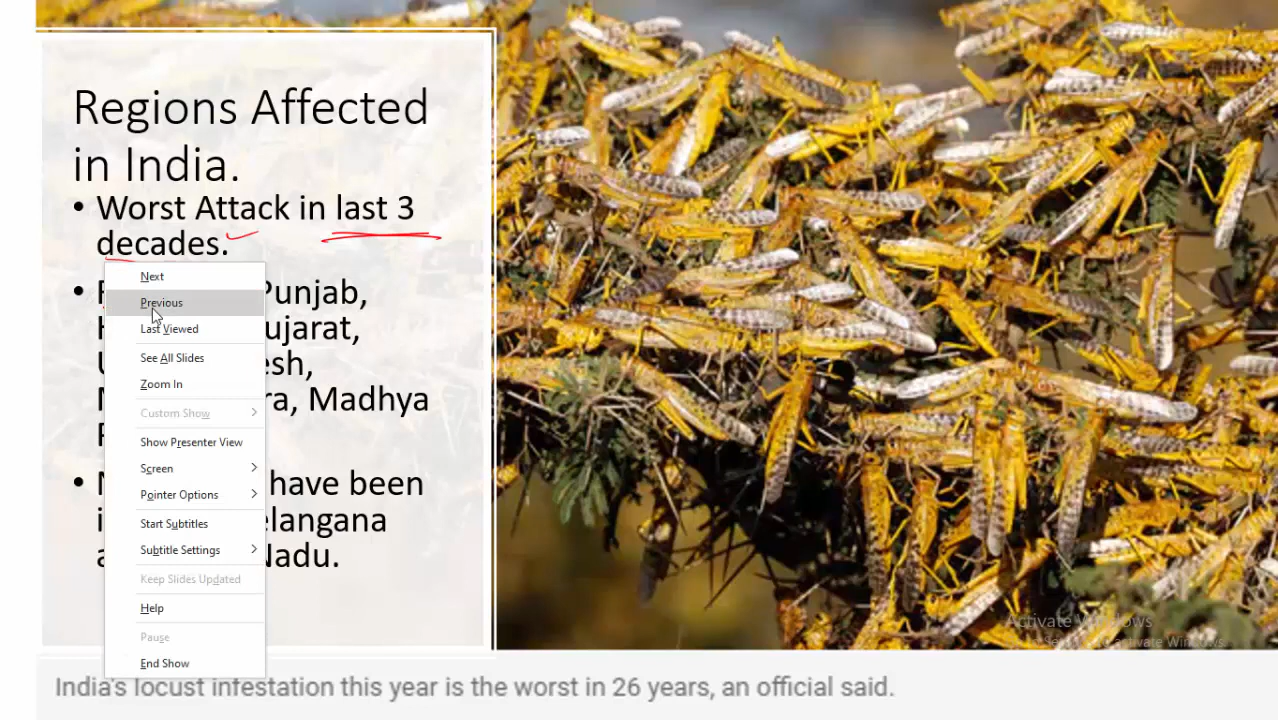 Regions Affected
in India.
• Worst Attack in last 3
decades.
Next
• Punjab,
Previous
ujarat,
Last Viewed
See All Slides
esh,
Zoom In
ra, Madhya
Custom Show
Show Presenter View
Screen
• have been
Pointer Options
elangana
Start Subtitles
Subtitle Settings
Nadu.
Keep Slides Updated
Help
Pause
End Show
Activate Windows
activate Windows.
India's locust infestation this year is the worst in 26 years, an official said.